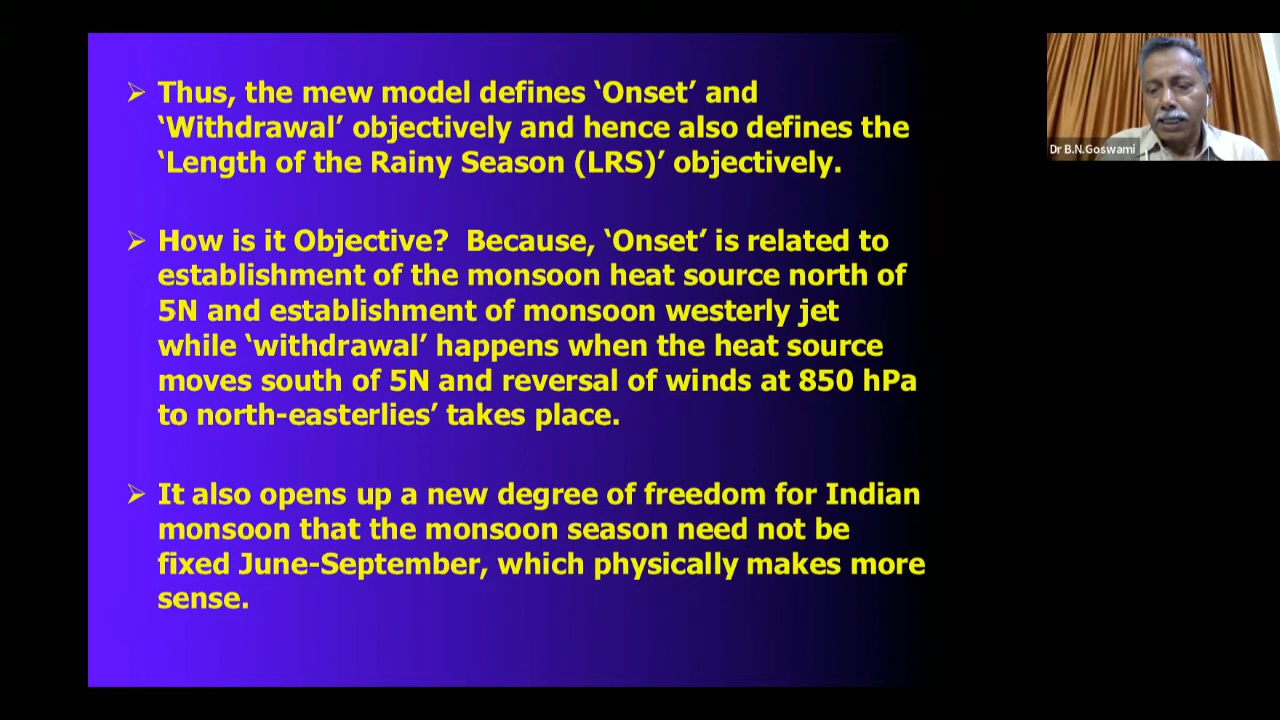 ➢ Thus, the mew model defines ‘Onset’ and
‘Withdrawal’ objectively and hence also defines the
‘Length of the Rainy Season (LRS)’ objectively.
➢ How is it Objective?  Because, ‘Onset’ is related to
establishment of the monsoon heat source north of
5N and establishment of monsoon westerly jet
while ‘withdrawal’ happens when the heat source
moves south of 5N and reversal of winds at 850 hPa
to north-easterlies’ takes place.
➢ It also opens up a new degree of freedom for Indian
monsoon that the monsoon season need not be
fixed June-September, which physically makes more
sense.
Dr B.N.Goswami